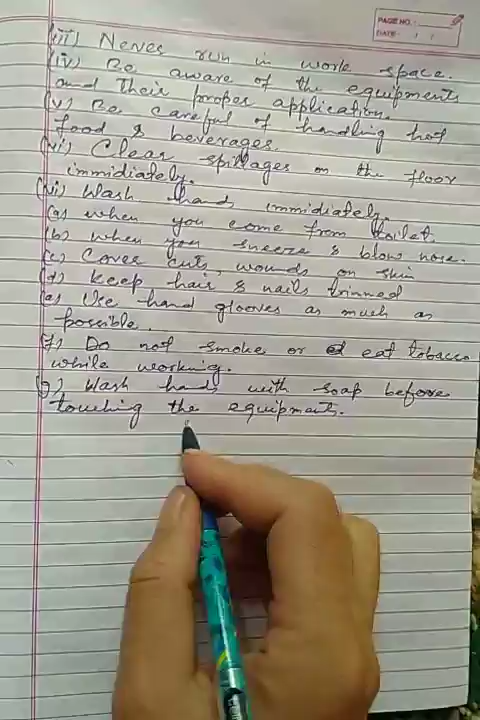 PAGE NO.:
DATE: / /
(iii) Never run in work space.
(iv) Be aware of the equipments
and their proper application.
(v) Be careful of handling hot
food & beverages.
(vi) Clear spillages on the floor
immidiately.
(vii) Wash hands immidiately.
(a) when you come from toilet.
(b) when you sneeze & blow nose.
(c) Cover cuts, wounds on skin
(d) Keep hair & nails trimned
(e) Use hand glooves as much as
possible.
(f) Do not smoke or eat tobacco
while working.
(g) Wash hands with soap before
touching the equipments.